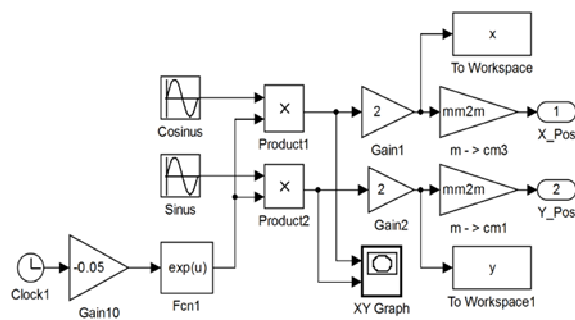 x
To Workspace
Cosinus
×
Product1
2
Gain1
mm2m
m -> cm3
1
X_Pos
Sinus
×
Product2
2
Gain2
mm2m
m -> cm1
2
Y_Pos
Clock1
-0.05
Gain10
exp(u)
Fcn1
XY Graph
y
To Workspace1